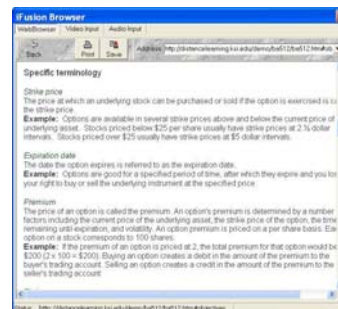 iFusion Browser
WebBrowser Video Input Audio Input
Back Print Save Address
Specific terminology
Strike price
The price at which an underlying stock can be purchased or sold if the option is exercised is
the strike price.
Example: Options are available in several strike prices above and below the current price of
underlying asset. Stocks priced below $25 per share usually have strike prices at 2 ½ dollar
intervals. Stocks priced over $25 usually have strike prices at $5 dollar intervals.
Expiration date
The date the option expires is referred to as the expiration date.
Example: Options are good for a specified period of time, after which they expire and you
your right to buy or sell the underlying instrument at the specified price
Premium
The price of an option is called the premium. An option's premium is determined by a number
factors including the current price of the underlying asset, the strike price of the option, the time
remaining until expiration, and volatility. An option premium is priced on a per share basis.
option on a stock corresponds to 100 shares.
Example: If the premium of an option is priced at 2, the total premium for that option would
$200 (2 x 100 = $200). Buying an option creates a debit in the amount of the premium to the
buyer's trading account. Selling an option creates a credit in the amount of the premium to the
seller's trading account